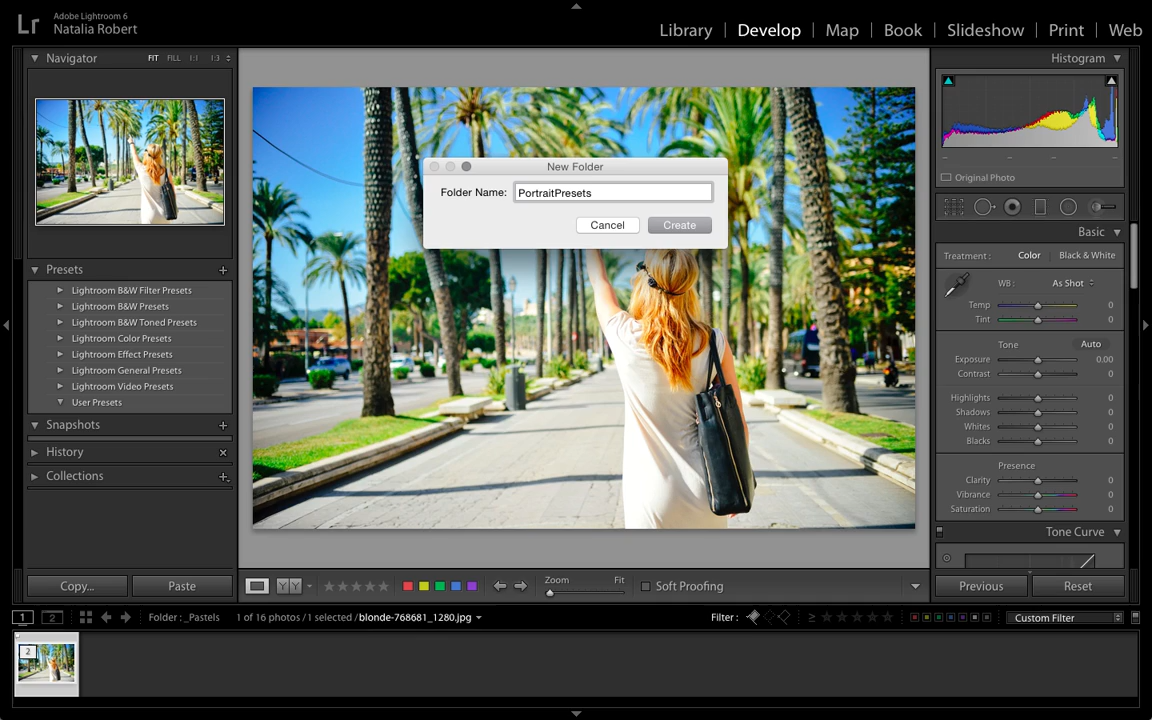 Lr
Adobe Lightroom 6
Natalia Robert
Library | Develop | Map | Book | Slideshow | Print | Web
Navigator FIT FILL 1:1 1:3
Histogram
Original Photo
New Folder
Folder Name: PortraitPresets
Cancel Create
Basic
Treatment : Color Black & White
WB : As Shot
Temp 0
Tint 0
Tone Auto
Exposure 0.00
Contrast 0
Highlights 0
Shadows 0
Whites 0
Blacks 0
Presence
Clarity 0
Vibrance 0
Saturation 0
Tone Curve
Presets
Lightroom B&W Filter Presets
Lightroom B&W Presets
Lightroom B&W Toned Presets
Lightroom Color Presets
Lightroom Effect Presets
Lightroom General Presets
Lightroom Video Presets
User Presets
Snapshots
History
Collections
Copy... Paste
Y Y
Zoom Fit
Soft Proofing
Previous Reset
1 2 Folder : _Pastels 1 of 16 photos / 1 selected / blonde-768681_1280.jpg Filter : Custom Filter
2